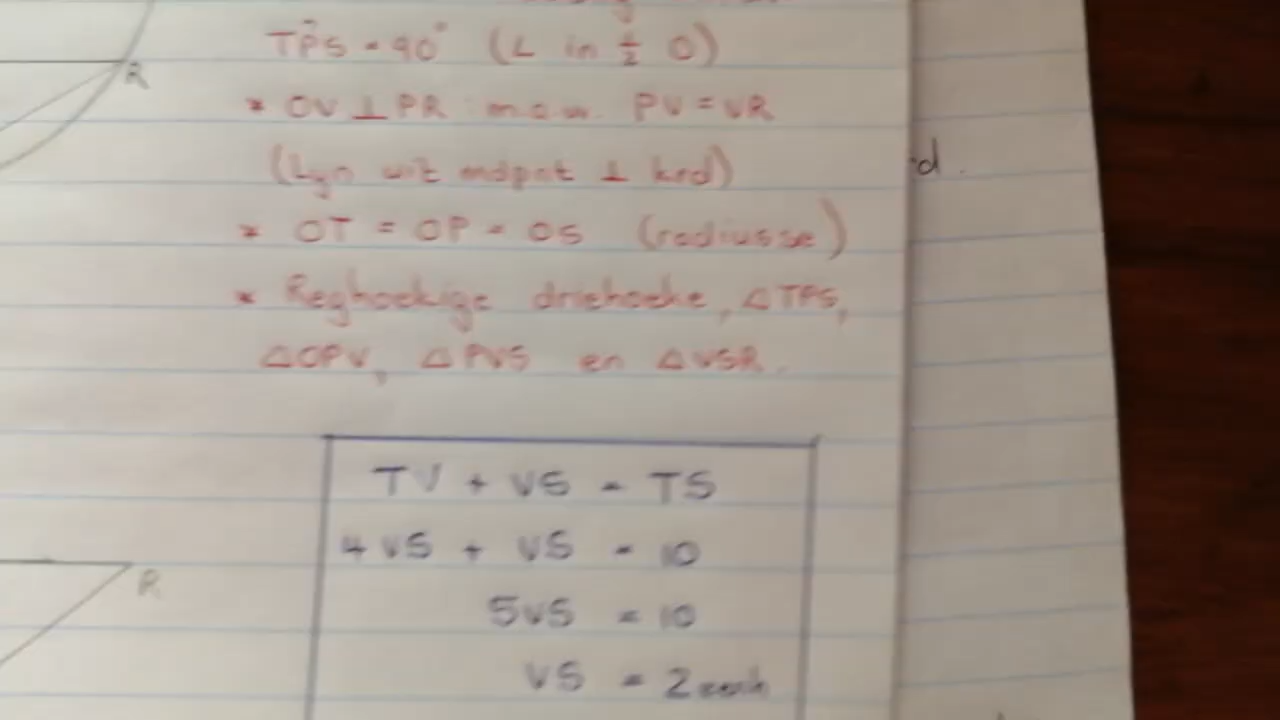 R
TP̂S = 90° (∠ in ½ O)
* OV ⊥ PR m.a.w. PV = VR
(Lyn uit mdpnt ⊥ krd)
d.
* OT = OP = OS (radiusse)
* Reghoekige driehoeke, △TPS,
△OPV, △PVS en △VSR.
TV + VS = TS
4VS + VS = 10
R
5VS = 10
VS = 2 eenh